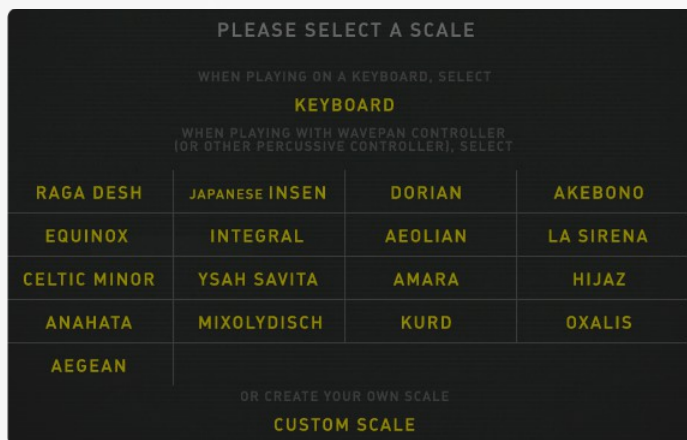 PLEASE SELECT A SCALE
WHEN PLAYING ON A KEYBOARD, SELECT
KEYBOARD
WHEN PLAYING WITH WAVEPAN CONTROLLER
(OR OTHER PERCUSSIVE CONTROLLER), SELECT
RAGA DESH JAPANESE INSEN DORIAN AKEBONO
EQUINOX INTEGRAL AEOLIAN LA SIRENA
CELTIC MINOR YSAH SAVITA AMARA HIJAZ
ANAHATA MIXOLYDISCH KURD OXALIS
AEGEAN
OR CREATE YOUR OWN SCALE
CUSTOM SCALE